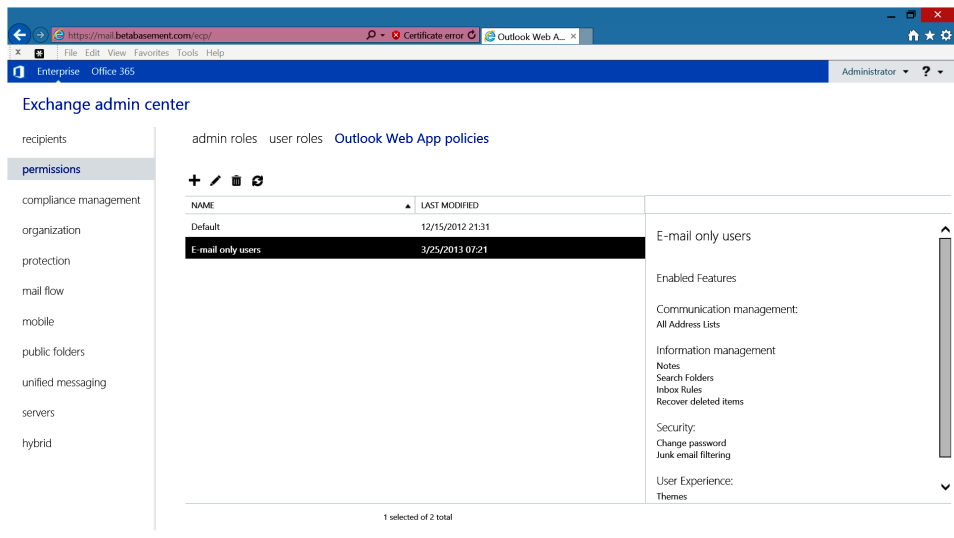 https://mail.betabasement.com/ecp/
Certificate error
Outlook Web A...
x
File Edit View Favorites Tools Help
Enterprise Office 365
Administrator
?
Exchange admin center
recipients
permissions
compliance management
organization
protection
mail flow
mobile
public folders
unified messaging
servers
hybrid
admin roles user roles Outlook Web App policies
NAME LAST MODIFIED
Default 12/15/2012 21:31
E-mail only users 3/25/2013 07:21
1 selected of 2 total
E-mail only users
Enabled Features
Communication management:
All Address Lists
Information management
Notes
Search Folders
Inbox Rules
Recover deleted items
Security:
Change password
Junk email filtering
User Experience:
Themes